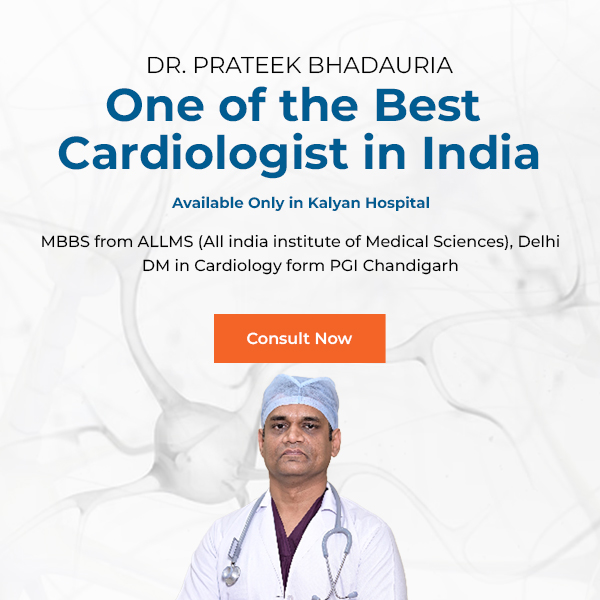 DR. PRATEEK BHADAURIA
One of the Best
Cardiologist in India
Available Only in Kalyan Hospital
MBBS from ALLMS (All india institute of Medical Sciences), Delhi
DM in Cardiology form PGI Chandigarh
Consult Now